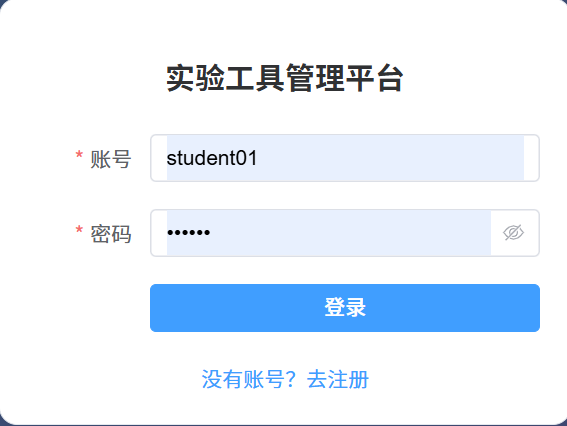 实验工具管理平台
* 账号 student01
* 密码 ••••••
登录
没有账号？去注册